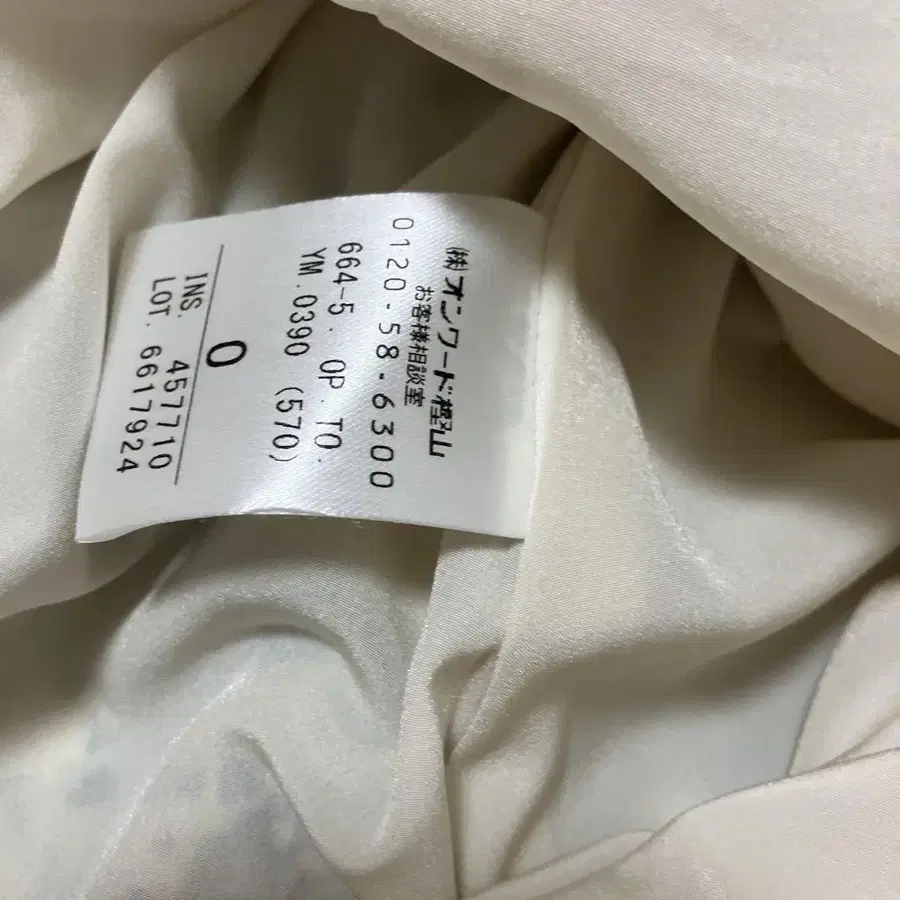 (株)オンワード樫山
お客様相談室
0120-58-6300
664-5. OP. TO.
YM.0390 (570)
0
INS. 457710
LOT. 6617924